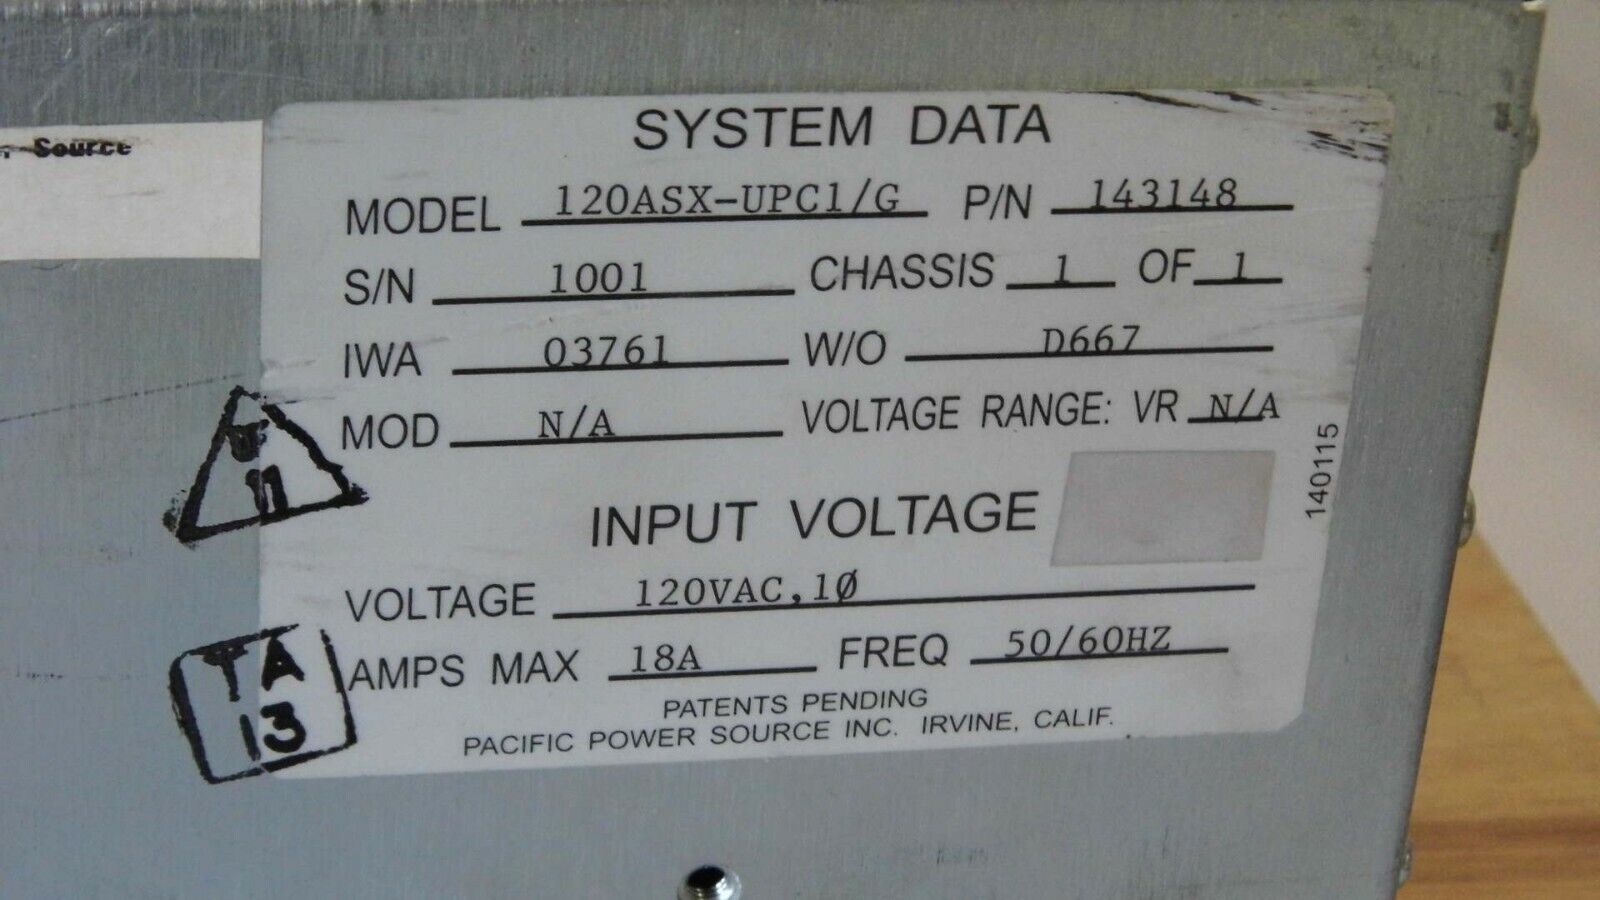 Source
SYSTEM DATA
MODEL 120ASX-UPC1/G P/N 143148
S/N 1001 CHASSIS 1 OF 1
IWA 03761 W/O D667
MOD N/A VOLTAGE RANGE: VR N/A
11
140115
INPUT VOLTAGE
VOLTAGE 120VAC,1Ø
AMPS MAX 18A FREQ 50/60HZ
TA
13
PATENTS PENDING
PACIFIC POWER SOURCE INC. IRVINE, CALIF.